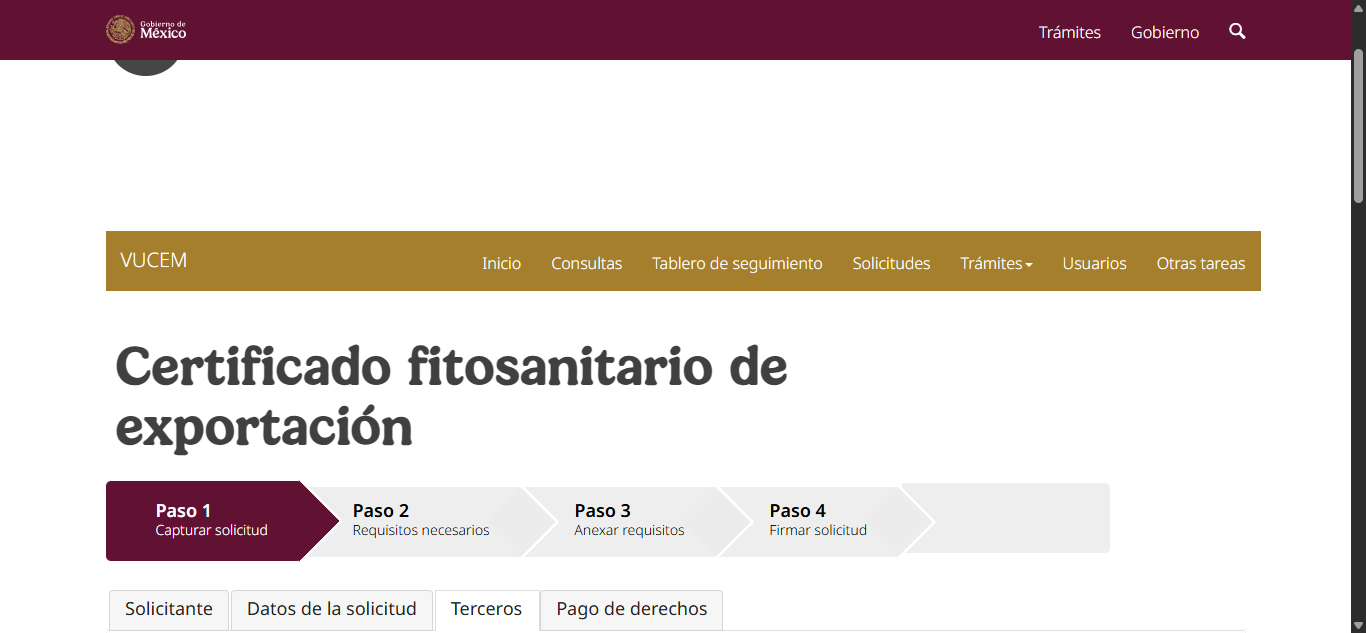 Gobierno de
México
Trámites
Gobierno
VUCEM
Inicio
Consultas
Tablero de seguimiento
Solicitudes
Trámites
Usuarios
Otras tareas
Certificado fitosanitario de
exportación
Paso 1
Capturar solicitud
Paso 2
Requisitos necesarios
Paso 3
Anexar requisitos
Paso 4
Firmar solicitud
Solicitante
Datos de la solicitud
Terceros
Pago de derechos